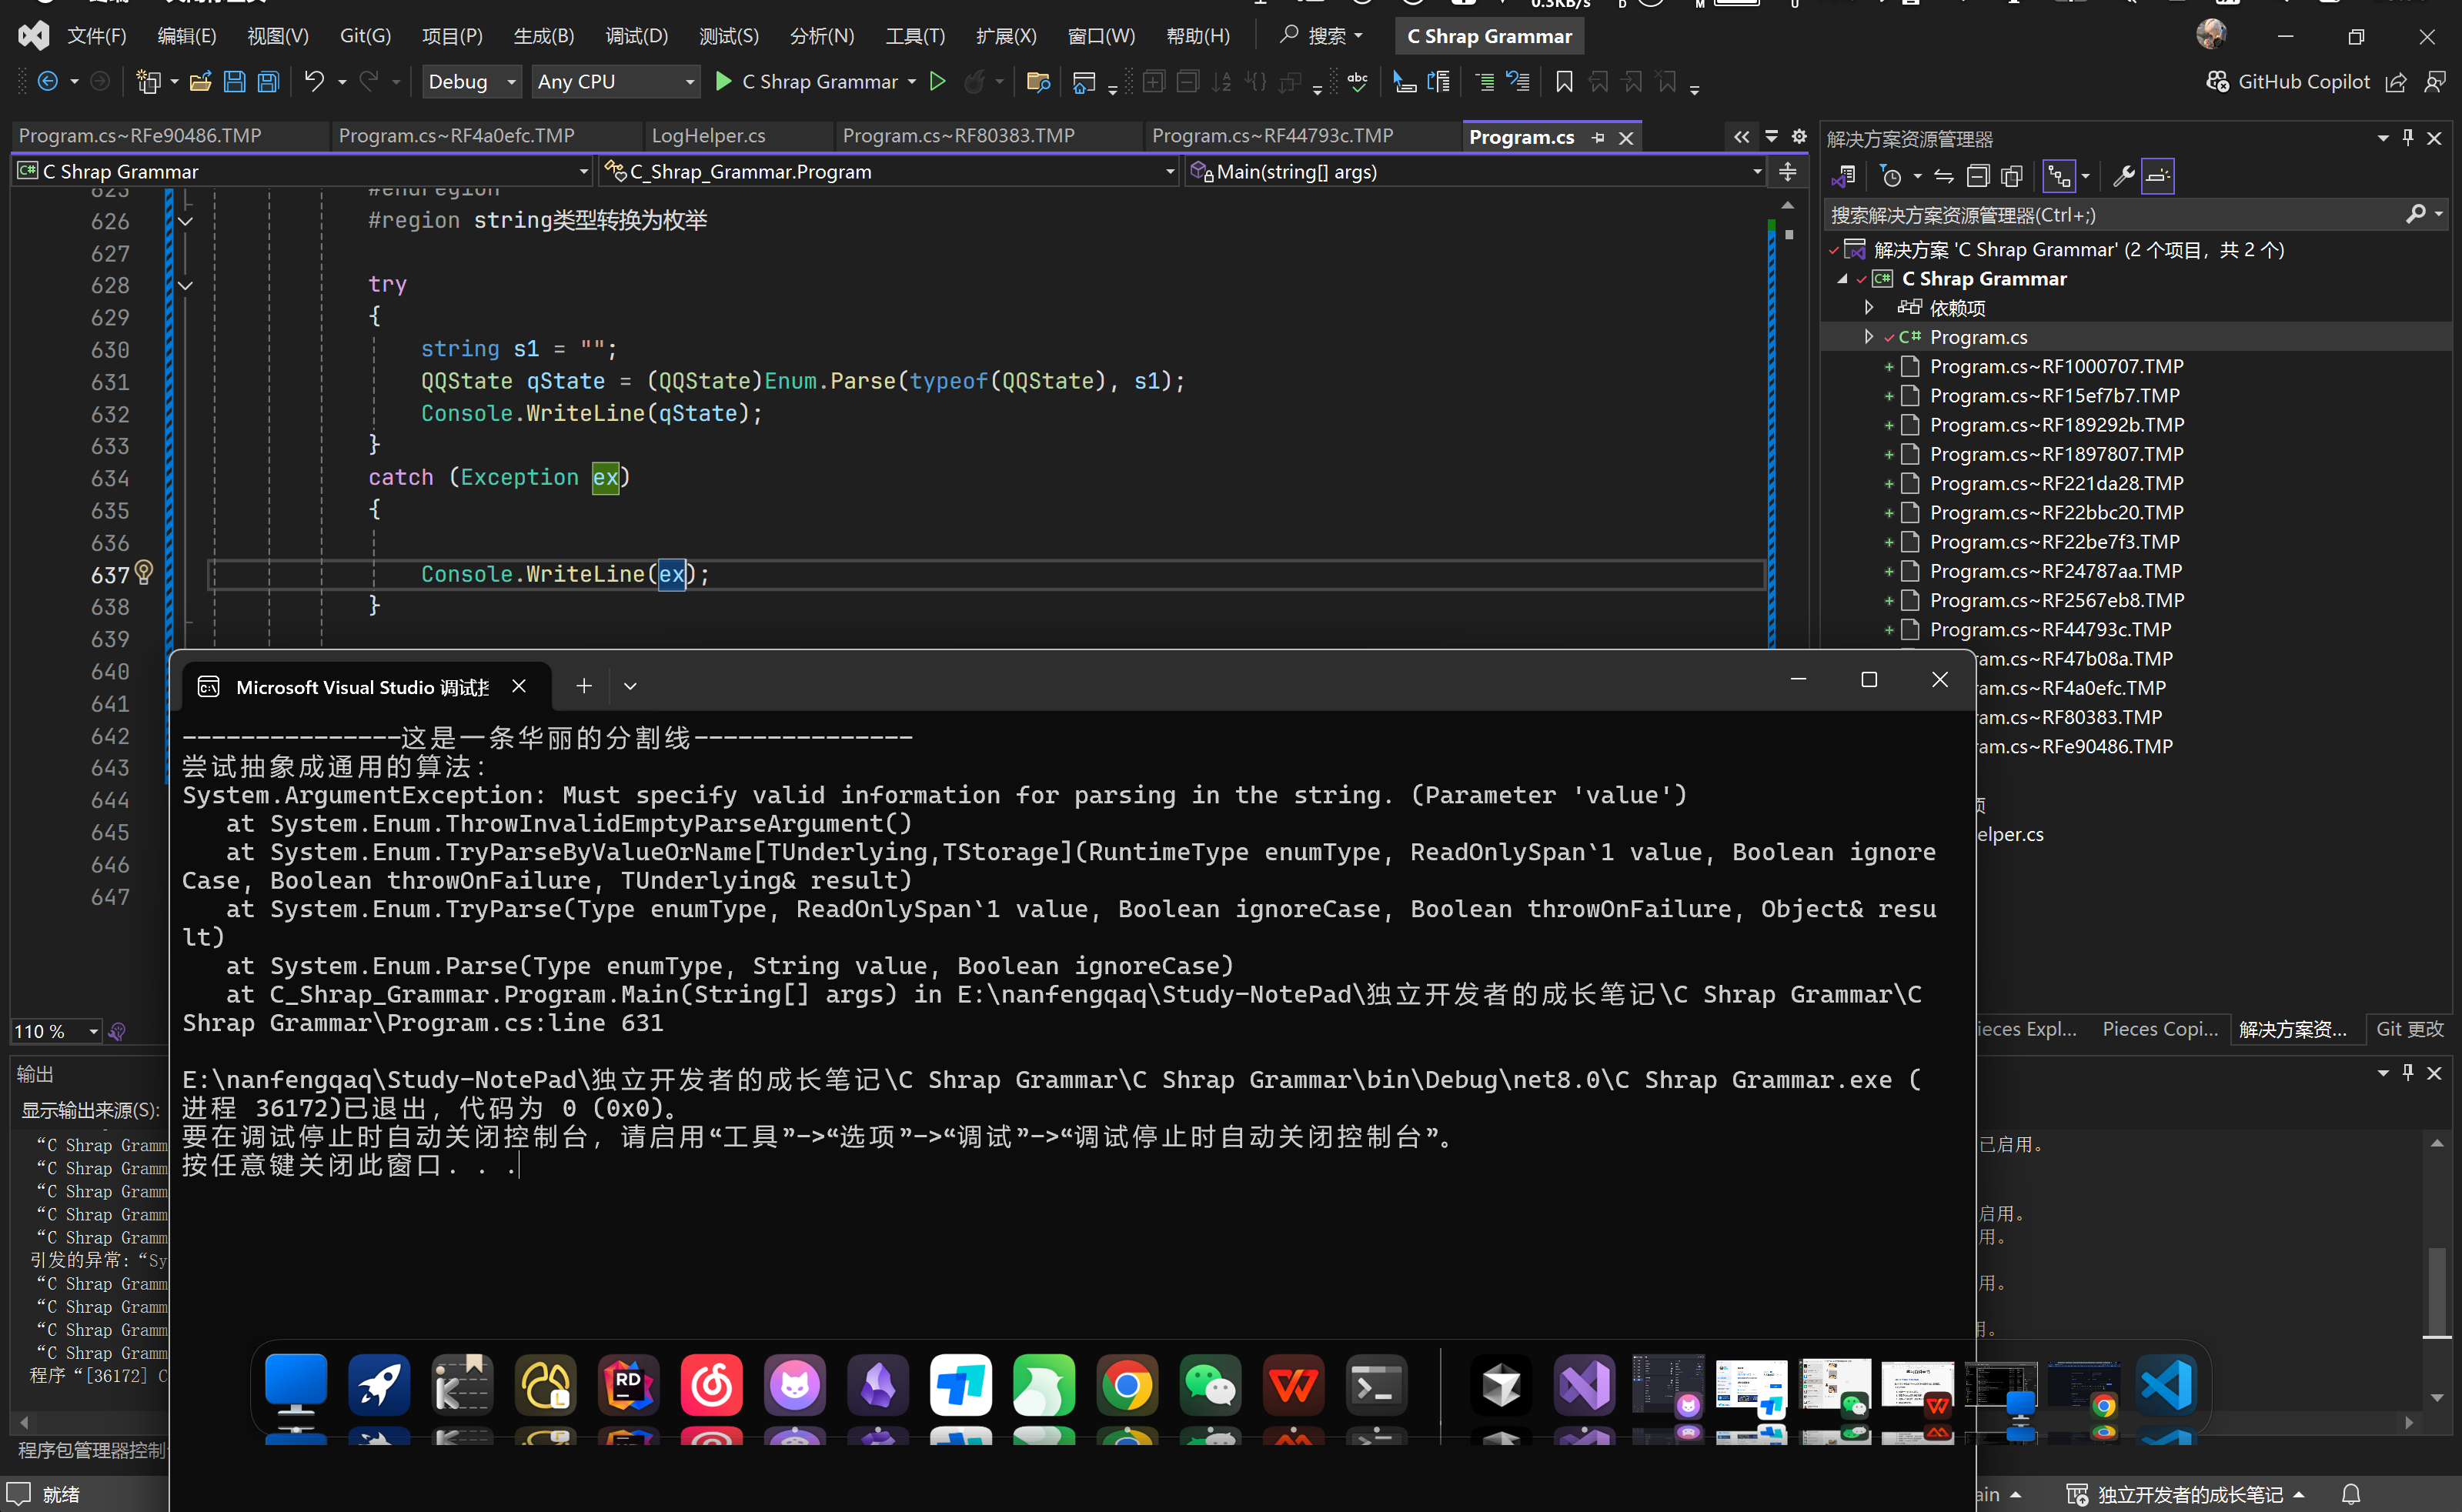 0.3KB/s
文件(F) 编辑(E) 视图(V) Git(G) 项目(P) 生成(B) 调试(D) 测试(S) 分析(N) 工具(T) 扩展(X) 窗口(W) 帮助(H) 搜索 C Shrap Grammar
Debug Any CPU C Shrap Grammar GitHub Copilot
Program.cs~RFe90486.TMP Program.cs~RF4a0efc.TMP LogHelper.cs Program.cs~RF80383.TMP Program.cs~RF44793c.TMP Program.cs
C Shrap Grammar C_Shrap_Grammar.Program Main(string[] args)
625 #endregion
626 #region string类型转换为枚举
627
628 try
629 {
630 string s1 = "";
631 QQState qState = (QQState)Enum.Parse(typeof(QQState), s1);
632 Console.WriteLine(qState);
633 }
634 catch (Exception ex)
635 {
636
637 Console.WriteLine(ex);
638 }
639
640
641
642
643
644
645
646
647
110 %
解决方案资源管理器
搜索解决方案资源管理器(Ctrl+;)
解决方案 'C Shrap Grammar' (2 个项目，共 2 个)
C Shrap Grammar
依赖项
Program.cs
Program.cs~RF1000707.TMP
Program.cs~RF15ef7b7.TMP
Program.cs~RF189292b.TMP
Program.cs~RF1897807.TMP
Program.cs~RF221da28.TMP
Program.cs~RF22bbc20.TMP
Program.cs~RF22be7f3.TMP
Program.cs~RF24787aa.TMP
Program.cs~RF2567eb8.TMP
Program.cs~RF44793c.TMP
am.cs~RF47b08a.TMP
am.cs~RF4a0efc.TMP
am.cs~RF80383.TMP
am.cs~RFe90486.TMP
项
elper.cs
ieces Expl... Pieces Copi... 解决方案资... Git 更改
Microsoft Visual Studio 调试控
---------------这是一条华丽的分割线---------------
尝试抽象成通用的算法：
System.ArgumentException: Must specify valid information for parsing in the string. (Parameter 'value')
at System.Enum.ThrowInvalidEmptyParseArgument()
at System.Enum.TryParseByValueOrName[TUnderlying,TStorage](RuntimeType enumType, ReadOnlySpan`1 value, Boolean ignore
Case, Boolean throwOnFailure, TUnderlying& result)
at System.Enum.TryParse(Type enumType, ReadOnlySpan`1 value, Boolean ignoreCase, Boolean throwOnFailure, Object& resu
lt)
at System.Enum.Parse(Type enumType, String value, Boolean ignoreCase)
at C_Shrap_Grammar.Program.Main(String[] args) in E:\nanfengqaq\Study-NotePad\独立开发者的成长笔记\C Shrap Grammar\C
Shrap Grammar\Program.cs:line 631

E:\nanfengqaq\Study-NotePad\独立开发者的成长笔记\C Shrap Grammar\C Shrap Grammar\bin\Debug\net8.0\C Shrap Grammar.exe (
进程 36172)已退出，代码为 0 (0x0)。
要在调试停止时自动关闭控制台，请启用“工具”->“选项”->“调试”->“调试停止时自动关闭控制台”。
按任意键关闭此窗口. . .
输出
显示输出来源(S):
“C Shrap Gramm 已启用。
“C Shrap Gramm
“C Shrap Gramm
“C Shrap Gramm 启用。
“C Shrap Gramm 用。
引发的异常:“Sy
“C Shrap Gramm 用。
“C Shrap Gramm
“C Shrap Gramm 用。
“C Shrap Gramm
程序“[36172] C
程序包管理器控制
就绪 ain 独立开发者的成长笔记